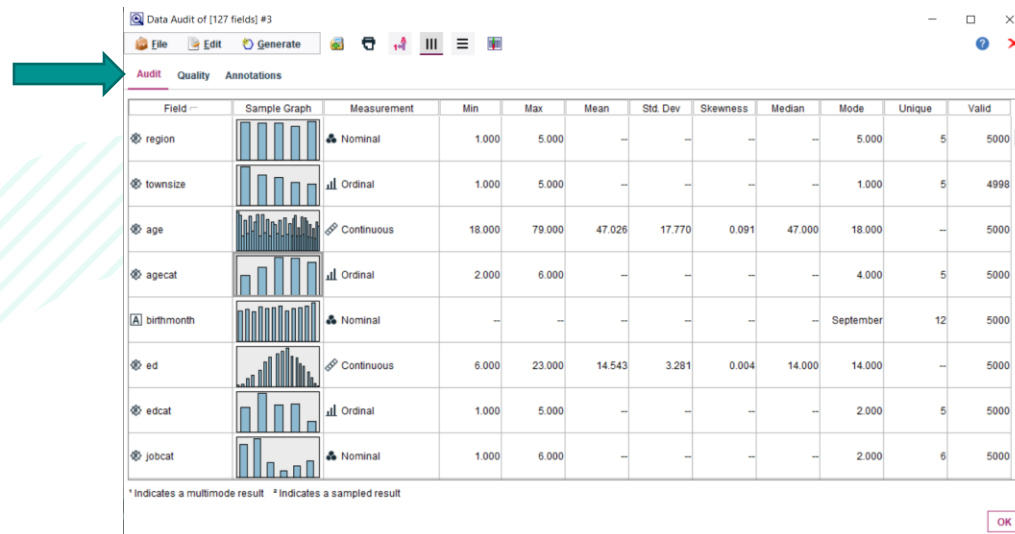 Data Audit of [127 fields] #3
File Edit Generate
Audit Quality Annotations
Field Sample Graph Measurement Min Max Mean Std. Dev Skewness Median Mode Unique Valid
region Nominal 1.000 5.000 -- -- -- -- 5.000 5 5000
townsize Ordinal 1.000 5.000 -- -- -- -- 1.000 5 4998
age Continuous 18.000 79.000 47.026 17.770 0.091 47.000 18.000 -- 5000
agecat Ordinal 2.000 6.000 -- -- -- -- 4.000 5 5000
A birthmonth Nominal -- -- -- -- -- -- September 12 5000
ed Continuous 6.000 23.000 14.543 3.281 0.004 14.000 14.000 -- 5000
edcat Ordinal 1.000 5.000 -- -- -- -- 2.000 5 5000
jobcat Nominal 1.000 6.000 -- -- -- -- 2.000 6 5000
¹ Indicates a multimode result ² Indicates a sampled result
OK